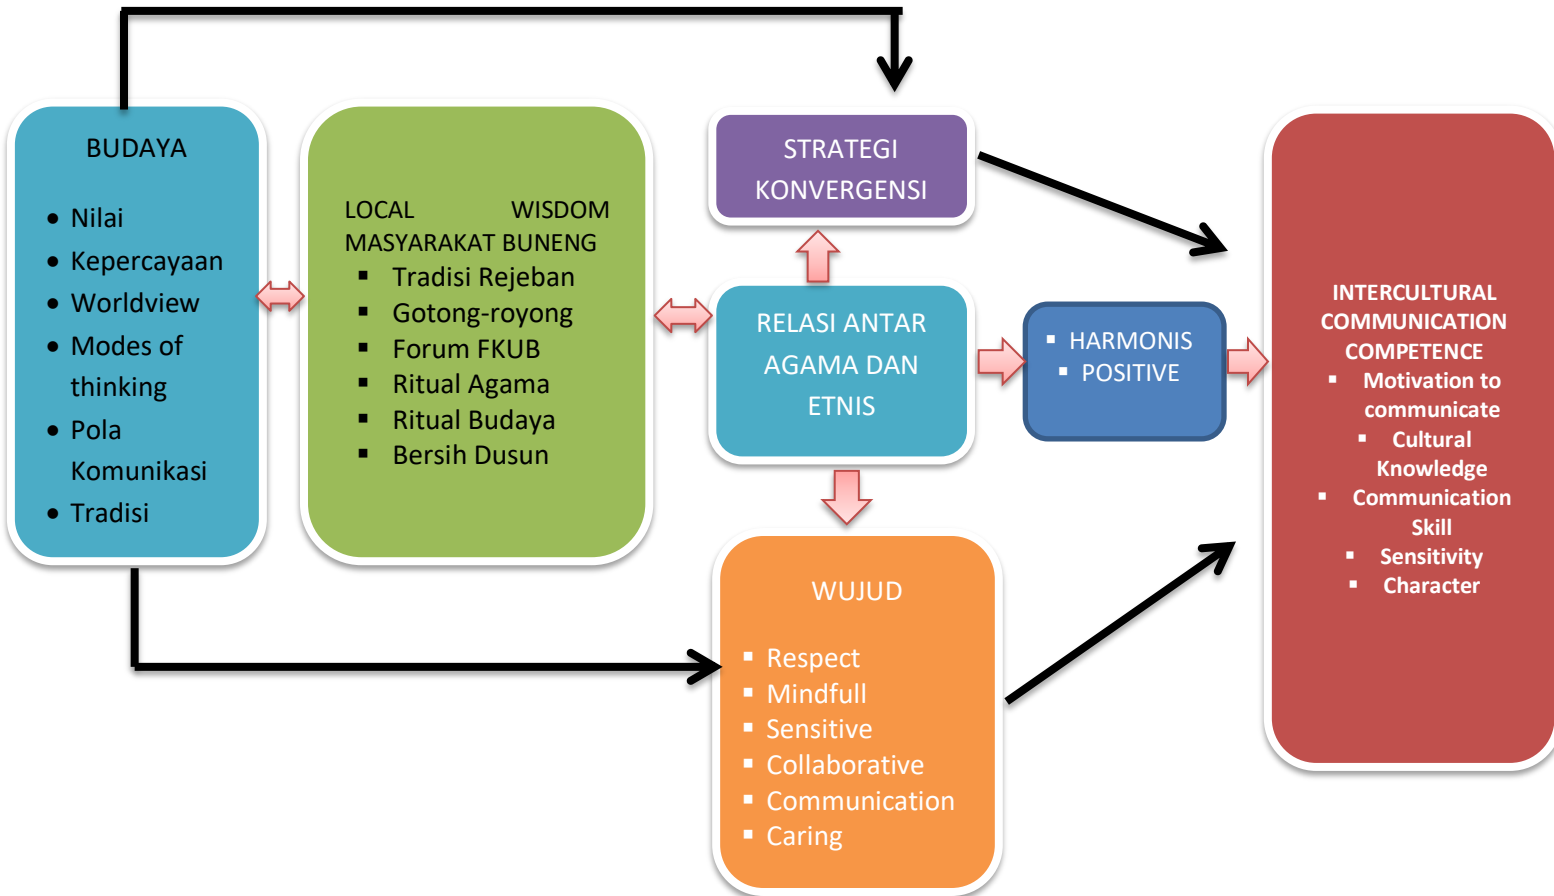 BUDAYA
• Nilai
• Kepercayaan
• Worldview
• Modes of
thinking
• Pola
Komunikasi
• Tradisi
LOCAL WISDOM
MASYARAKAT BUNENG
▪ Tradisi Rejeban
▪ Gotong-royong
▪ Forum FKUB
▪ Ritual Agama
▪ Ritual Budaya
▪ Bersih Dusun
STRATEGI
KONVERGENSI
RELASI ANTAR
AGAMA DAN
ETNIS
▪ HARMONIS
▪ POSITIVE
WUJUD
▪ Respect
▪ Mindfull
▪ Sensitive
▪ Collaborative
▪ Communication
▪ Caring
INTERCULTURAL
COMMUNICATION
COMPETENCE
▪ Motivation to
communicate
▪ Cultural
Knowledge
▪ Communication
Skill
▪ Sensitivity
▪ Character